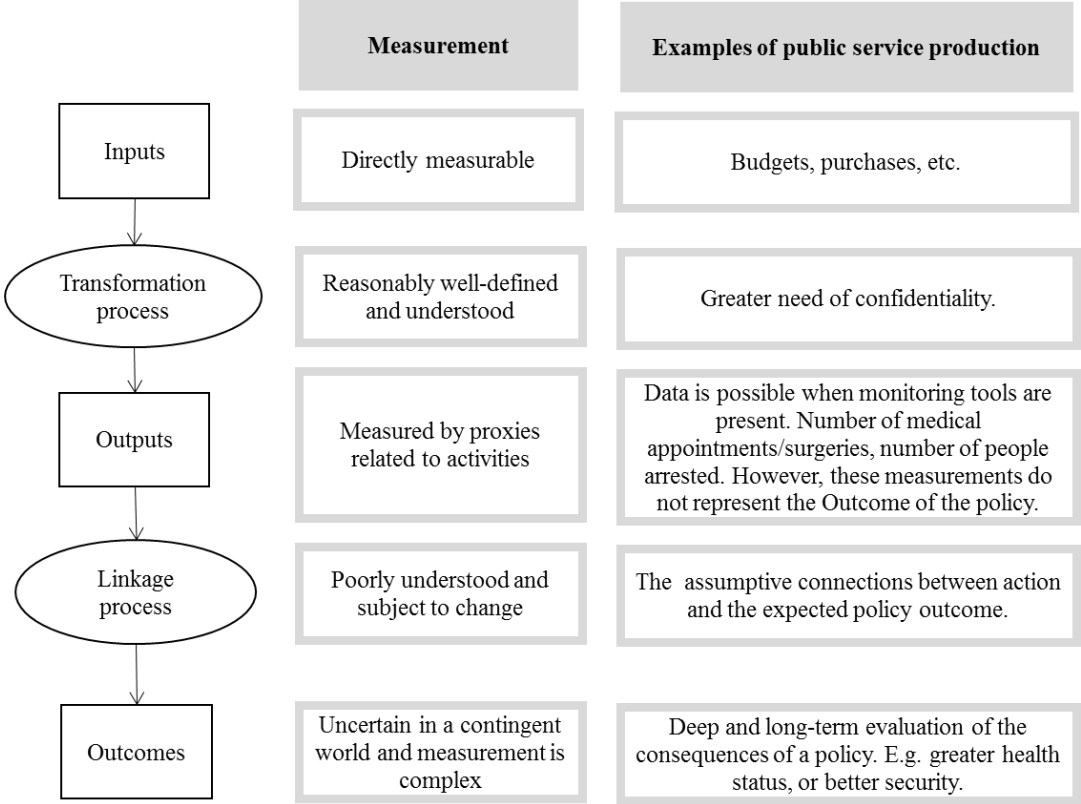 Measurement
Examples of public service production
Inputs
Directly measurable
Budgets, purchases, etc.
Transformation
process
Reasonably well-defined
and understood
Greater need of confidentiality.
Outputs
Measured by proxies
related to activities
Data is possible when monitoring tools are
present. Number of medical
appointments/surgeries, number of people
arrested. However, these measurements do
not represent the Outcome of the policy.
Linkage
process
Poorly understood and
subject to change
The assumptive connections between action
and the expected policy outcome.
Outcomes
Uncertain in a contingent
world and measurement is
complex
Deep and long-term evaluation of the
consequences of a policy. E.g. greater health
status, or better security.